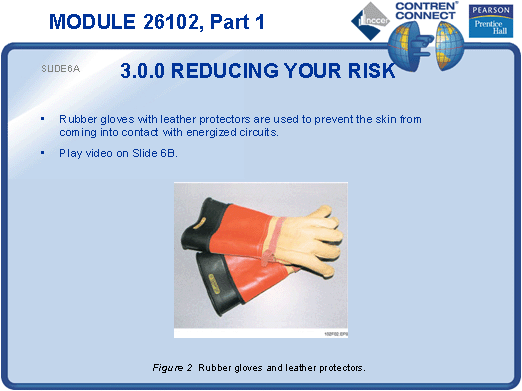 MODULE 26102, Part 1
nccer
CONTREN®
CONNECT
PEARSON
Prentice
Hall
SLIDE 6A
3.0.0 REDUCING YOUR RISK
• Rubber gloves with leather protectors are used to prevent the skin from
coming into contact with energized circuits.
• Play video on Slide 6B.
Figure 2 Rubber gloves and leather protectors.